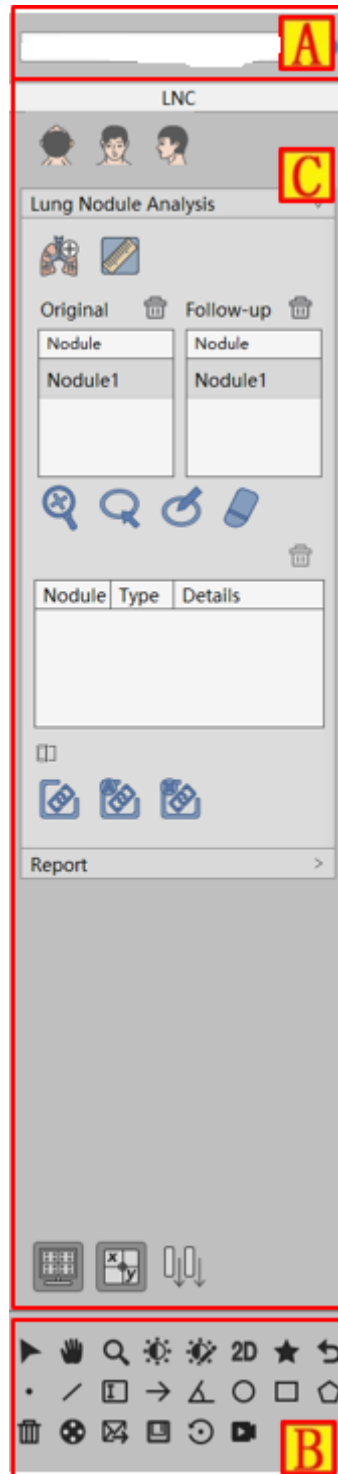 A
LNC
C
Lung Nodule Analysis
Original Follow-up
Nodule Nodule
Nodule1 Nodule1
Nodule Type Details
Report
x
y
2D
B